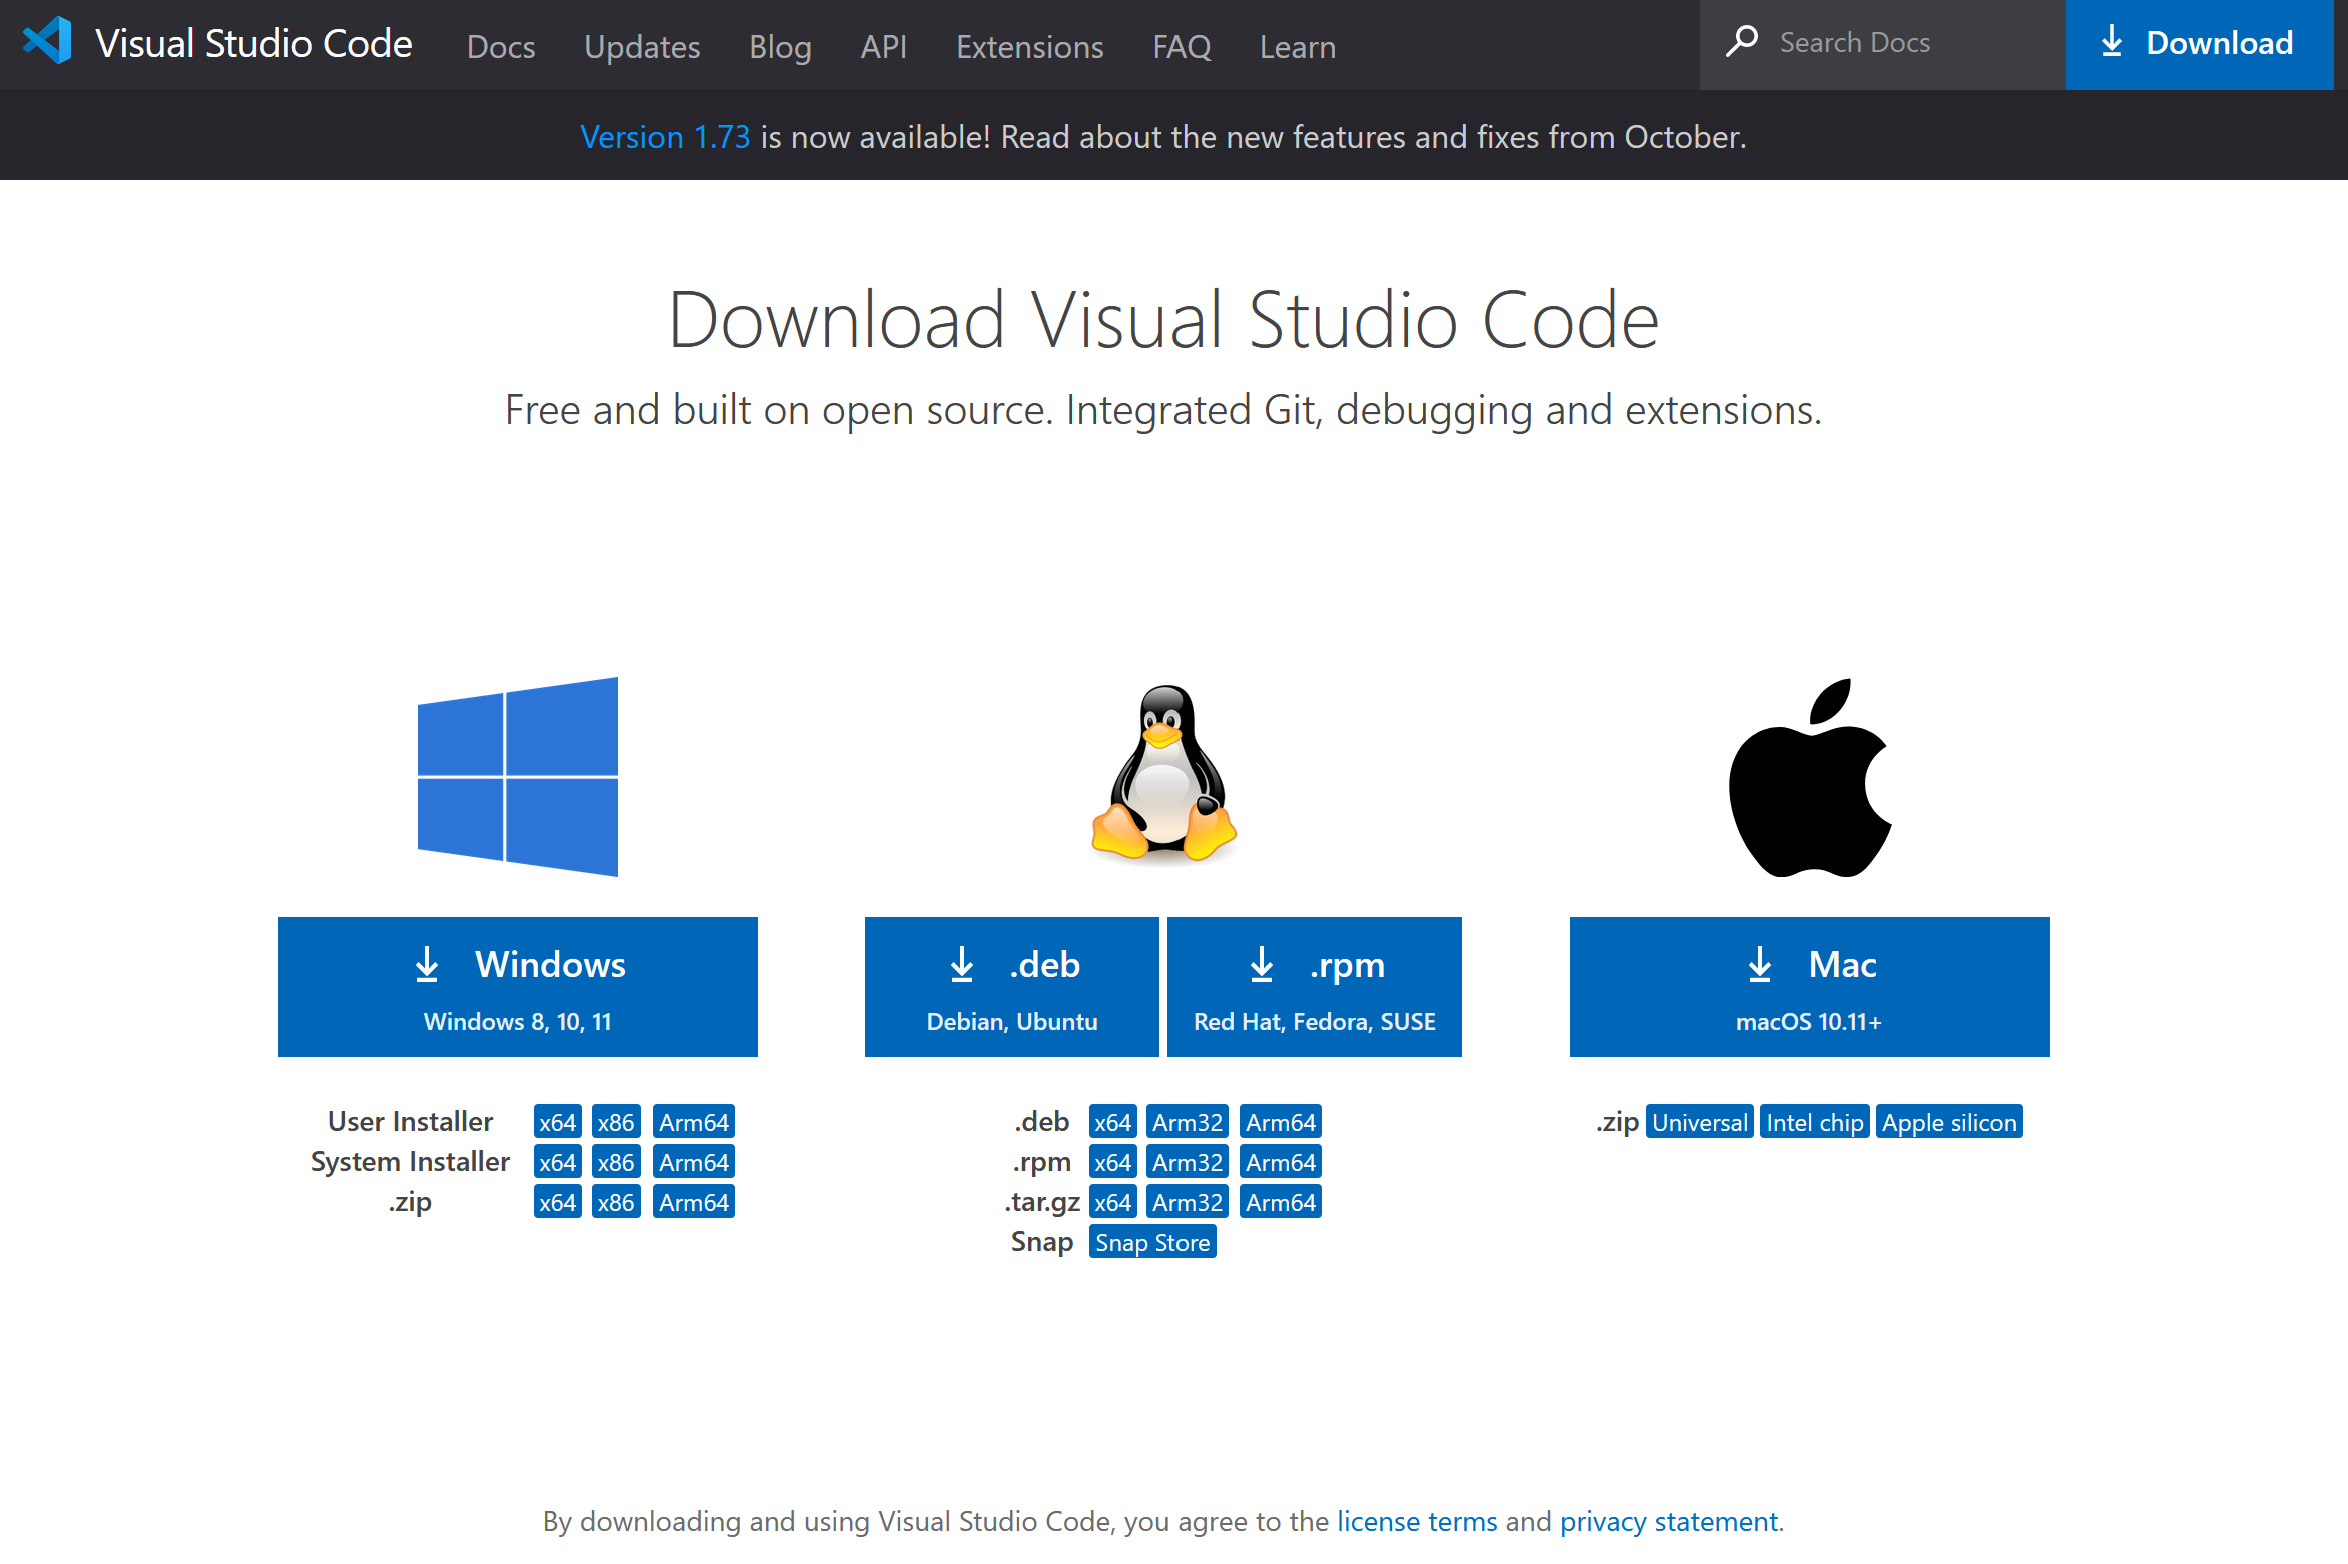 Visual Studio Code Docs Updates Blog API Extensions FAQ Learn Search Docs Download
Version 1.73 is now available! Read about the new features and fixes from October.
Download Visual Studio Code
Free and built on open source. Integrated Git, debugging and extensions.
Windows
Windows 8, 10, 11
User Installer x64 x86 Arm64
System Installer x64 x86 Arm64
.zip x64 x86 Arm64
.deb
Debian, Ubuntu
.rpm
Red Hat, Fedora, SUSE
.deb x64 Arm32 Arm64
.rpm x64 Arm32 Arm64
.tar.gz x64 Arm32 Arm64
Snap Snap Store
Mac
macOS 10.11+
.zip Universal Intel chip Apple silicon
By downloading and using Visual Studio Code, you agree to the license terms and privacy statement.